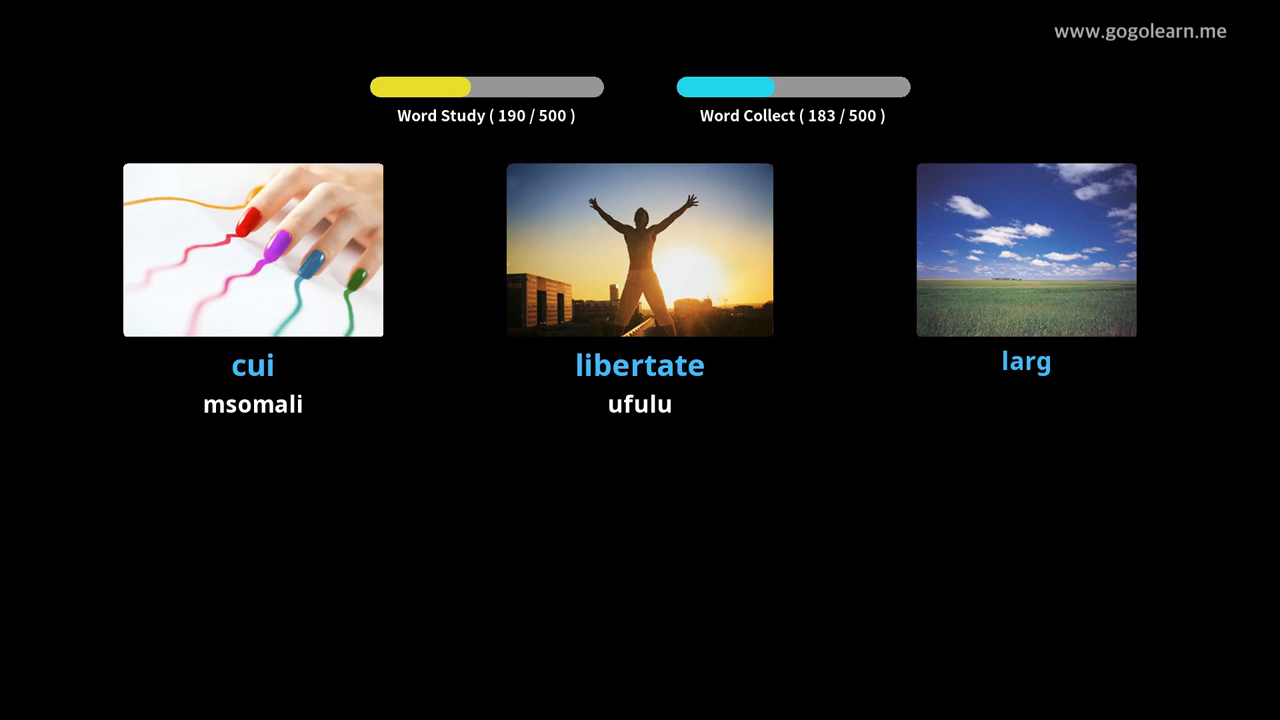 www.gogolearn.me
Word Study ( 190 / 500 )
Word Collect ( 183 / 500 )
cui
libertate
larg
msomali
ufulu